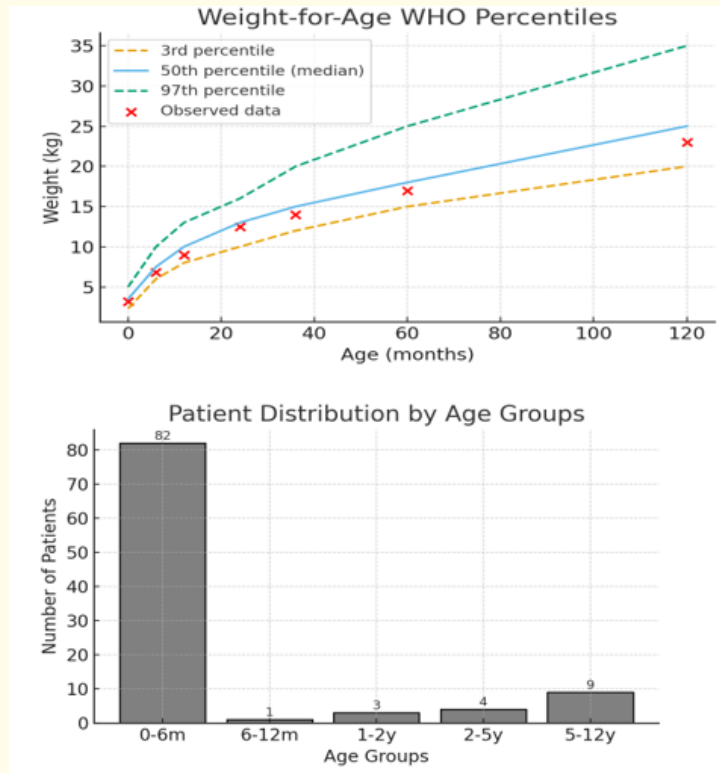 Weight-for-Age WHO Percentiles
35
30
25
20
15
10
5
Weight (kg)
3rd percentile
50th percentile (median)
97th percentile
Observed data
0
20
40
60
80
100
120
Age (months)
Patient Distribution by Age Groups
80
70
60
50
40
30
20
10
0
Number of Patients
82
1
3
4
9
0-6m
6-12m
1-2y
2-5y
5-12y
Age Groups